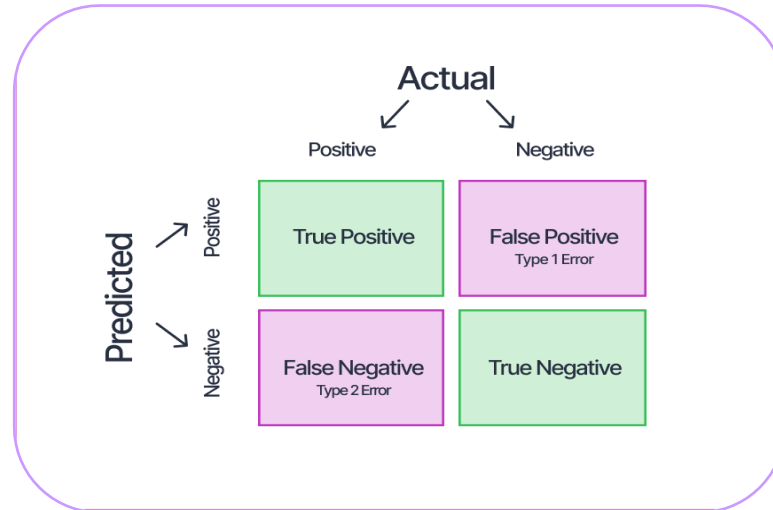 Actual
Positive
Negative
Predicted
Positive
True Positive
False Positive
Type 1 Error
Negative
False Negative
Type 2 Error
True Negative